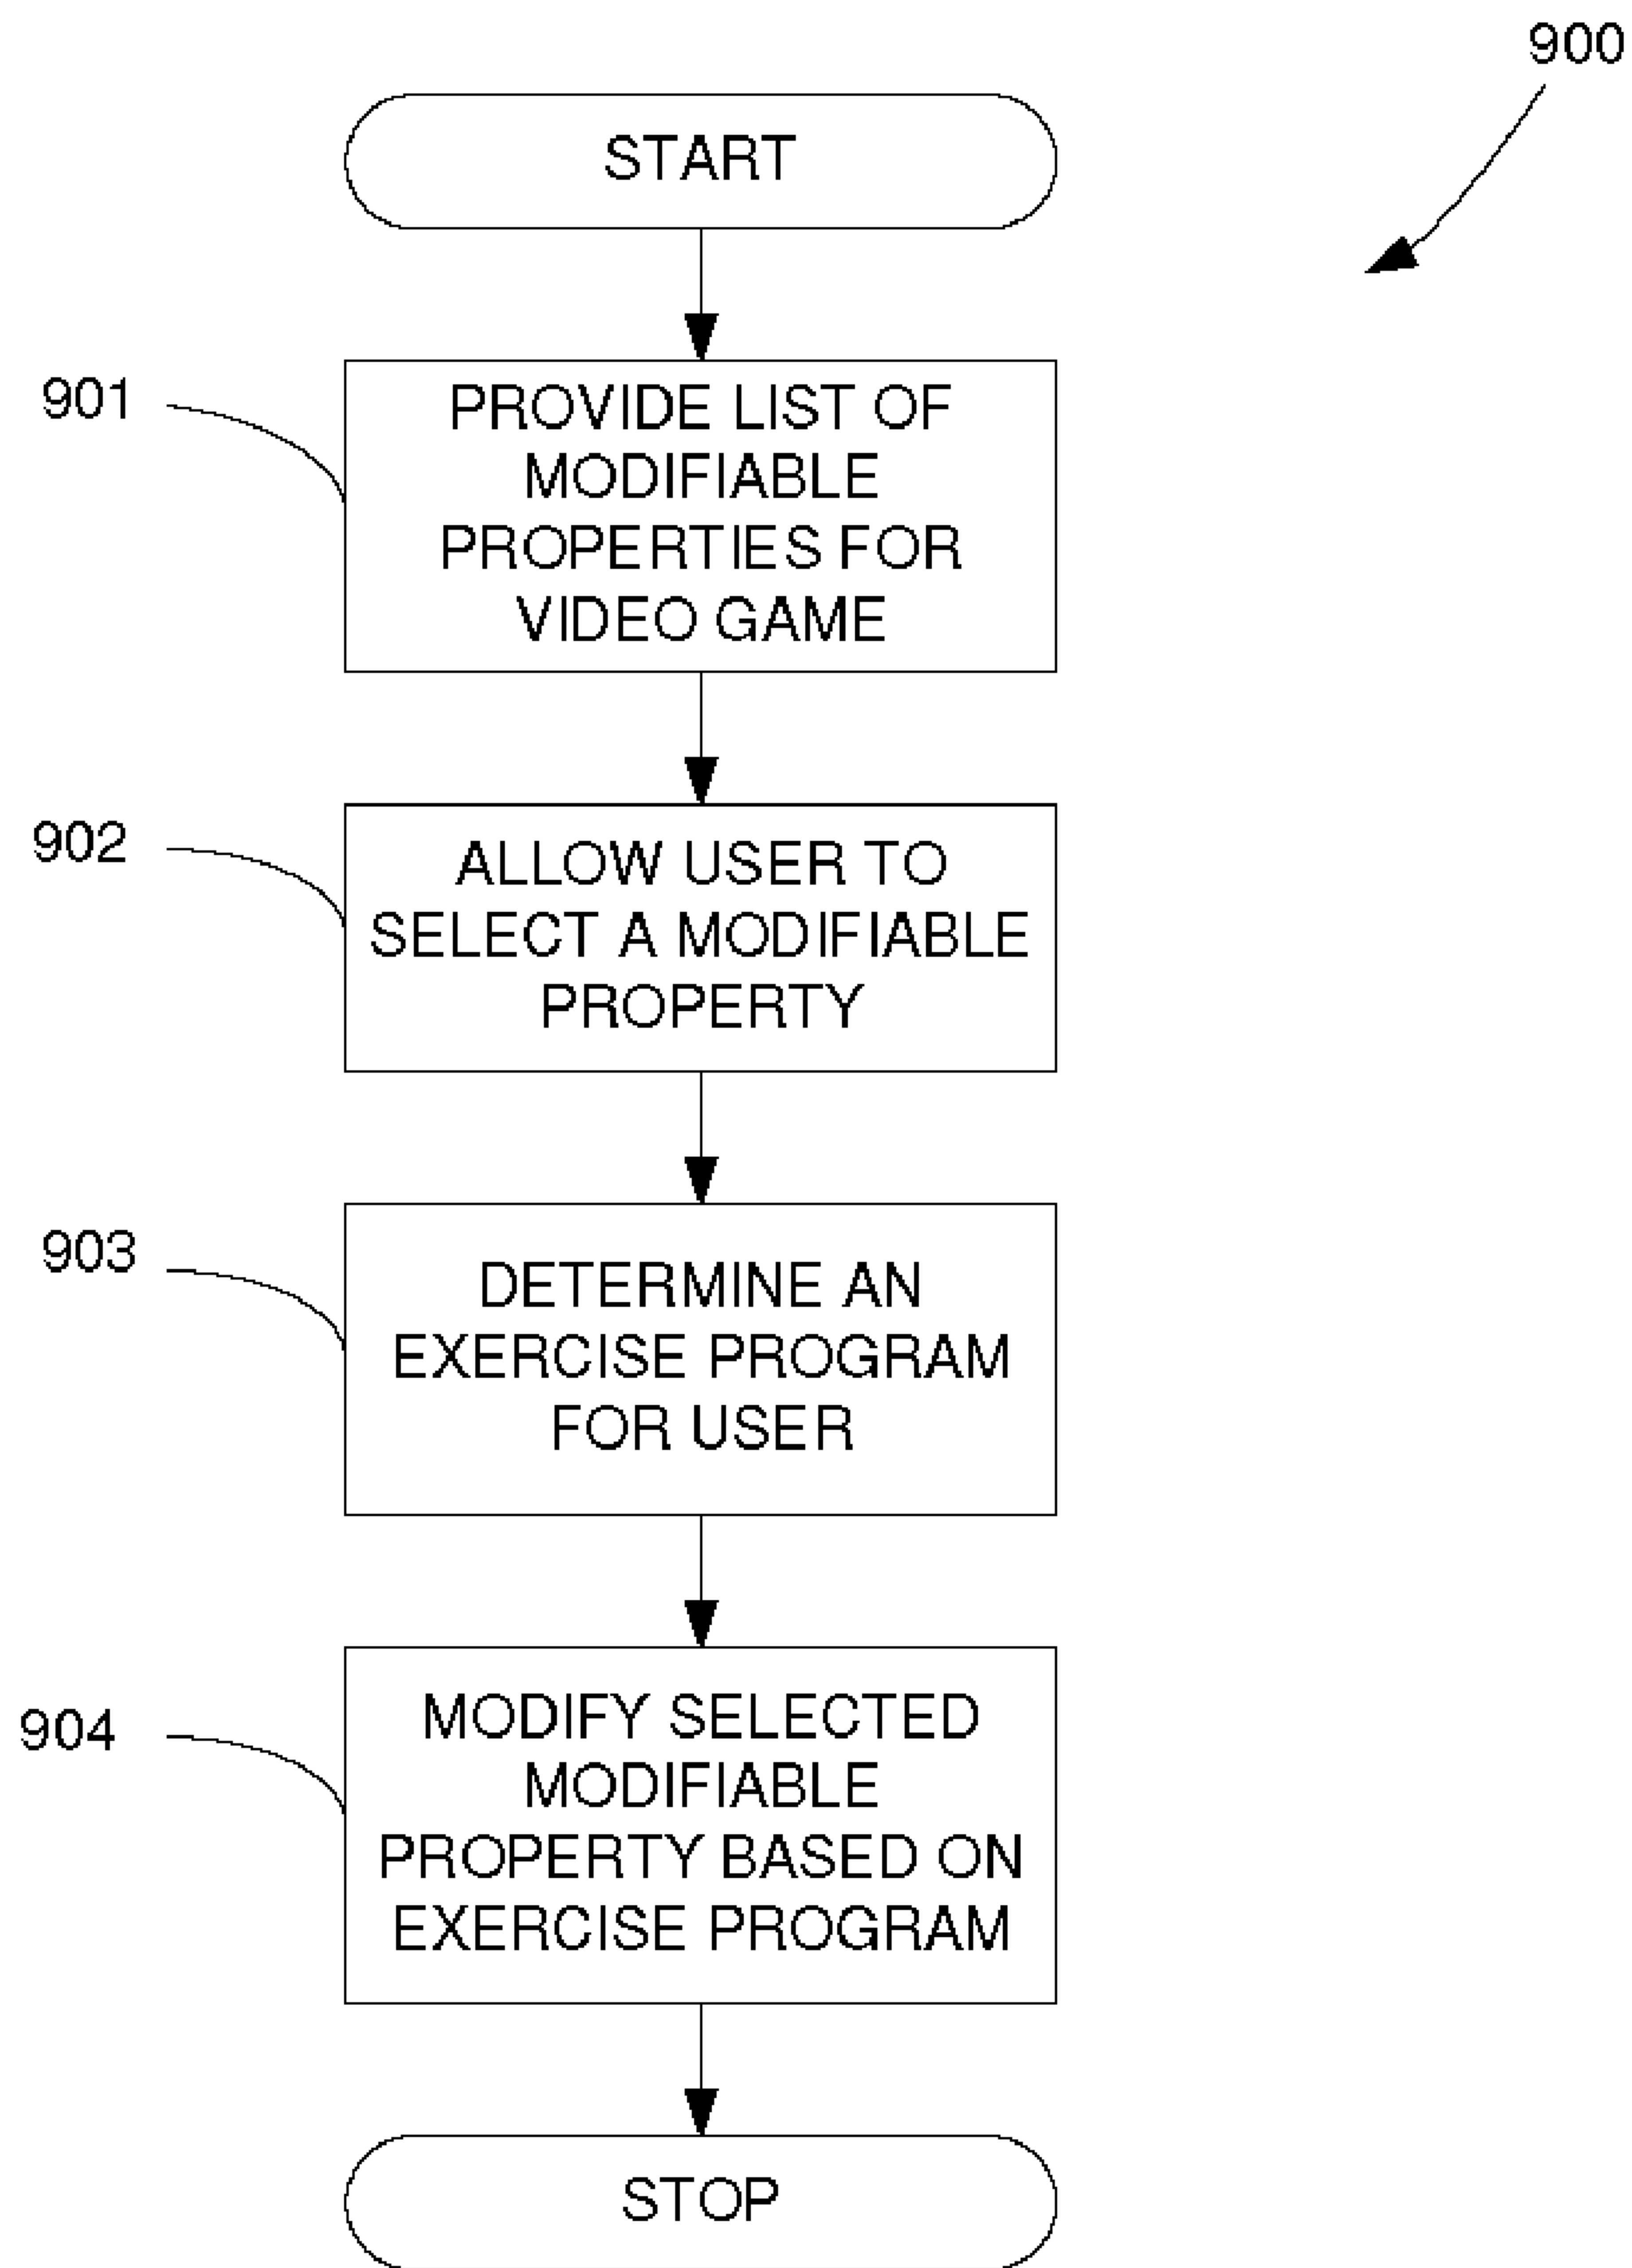 900
START
901
PROVIDE LIST OF
MODIFIABLE
PROPERTIES FOR
VIDEO GAME
902
ALLOW USER TO
SELECT A MODIFIABLE
PROPERTY
903
DETERMINE AN
EXERCISE PROGRAM
FOR USER
904
MODIFY SELECTED
MODIFIABLE
PROPERTY BASED ON
EXERCISE PROGRAM
STOP